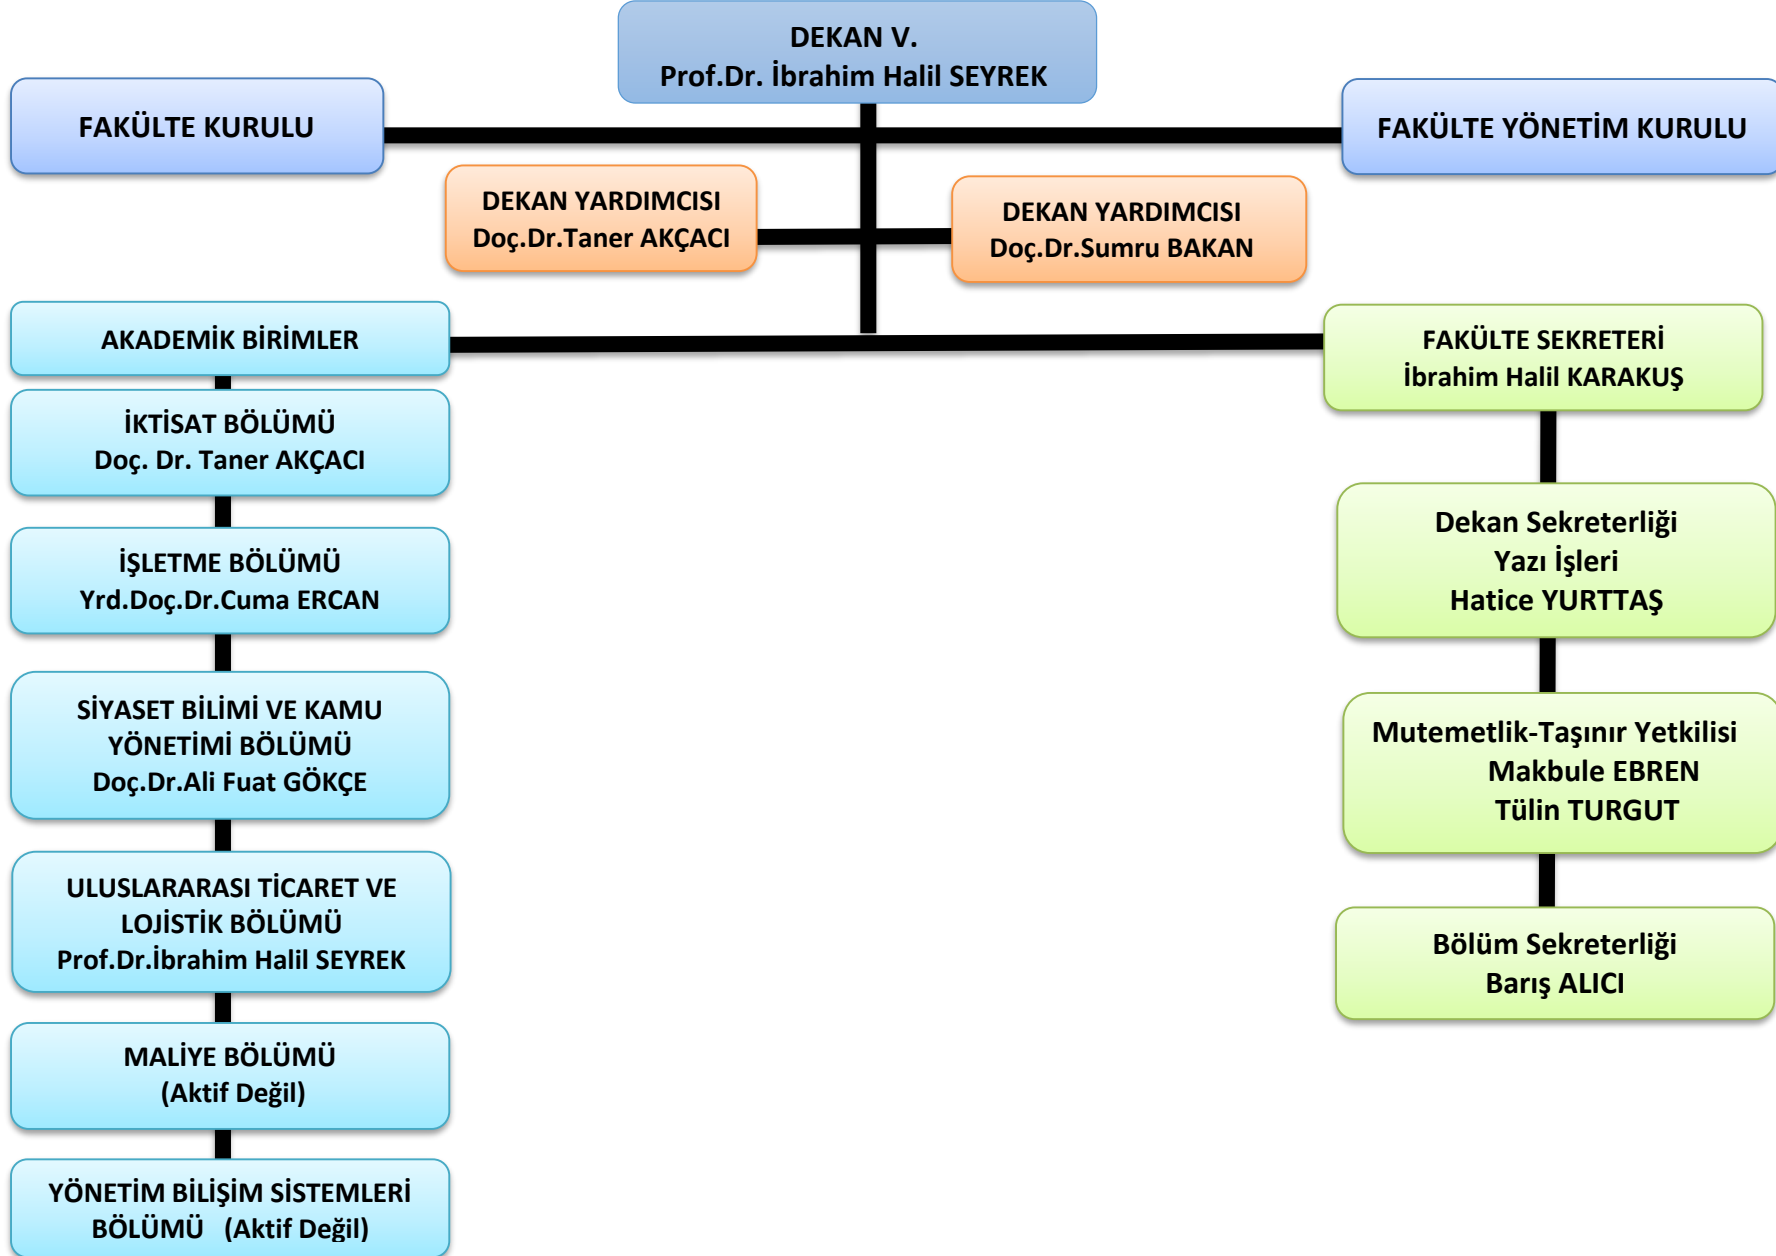 DEKAN V.
Prof.Dr. İbrahim Halil SEYREK
FAKÜLTE KURULU
FAKÜLTE YÖNETİM KURULU
DEKAN YARDIMCISI
Doç.Dr.Taner AKÇACI
DEKAN YARDIMCISI
Doç.Dr.Sumru BAKAN
AKADEMİK BİRİMLER
İKTİSAT BÖLÜMÜ
Doç. Dr. Taner AKÇACI
İŞLETME BÖLÜMÜ
Yrd.Doç.Dr.Cuma ERCAN
SİYASET BİLİMİ VE KAMU
YÖNETİMİ BÖLÜMÜ
Doç.Dr.Ali Fuat GÖKÇE
ULUSLARARASI TİCARET VE
LOJİSTİK BÖLÜMÜ
Prof.Dr.İbrahim Halil SEYREK
MALİYE BÖLÜMÜ
(Aktif Değil)
YÖNETİM BİLİŞİM SİSTEMLERİ
BÖLÜMÜ (Aktif Değil)
FAKÜLTE SEKRETERİ
İbrahim Halil KARAKUŞ
Dekan Sekreterliği
Yazı İşleri
Hatice YURTTAŞ
Mutemetlik-Taşınır Yetkilisi
Makbule EBREN
Tülin TURGUT
Bölüm Sekreterliği
Barış ALICI